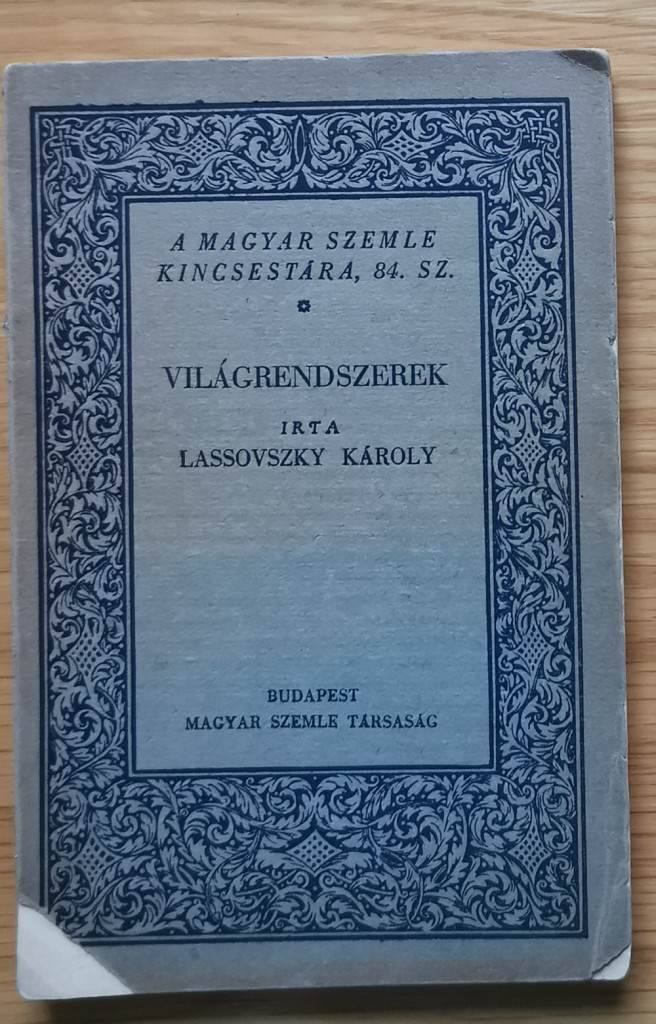 A MAGYAR SZEMLE
KINCSESTÁRA, 84. SZ.
VILÁGRENDSZEREK
IRTA
LASSOVSZKY KÁROLY
BUDAPEST
MAGYAR SZEMLE TÁRSASÁG